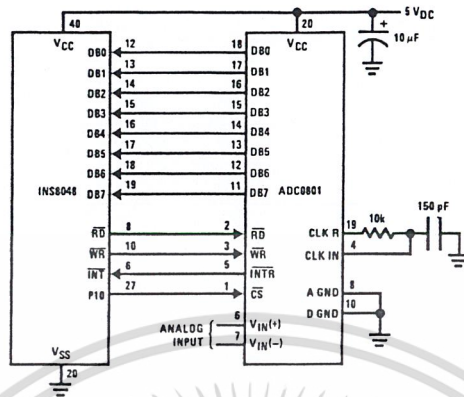 40 20 5 VDC
VCC VCC + 10 µF
DB0 12 18 DB0
DB1 13 17 DB1
DB2 14 16 DB2
DB3 15 15 DB3
DB4 16 14 DB4
DB5 17 13 DB5
DB6 18 12 DB6
DB7 19 11 DB7
INS8048 ADC0801
150 pF
RD 8 2 RD CLK R 19 10k
WR 10 3 WR CLK IN 4
INT 6 5 INTR
P10 27 1 CS A GND 8
D GND 10
ANALOG INPUT 6 VIN(+)
7 VIN(−)
VSS
20